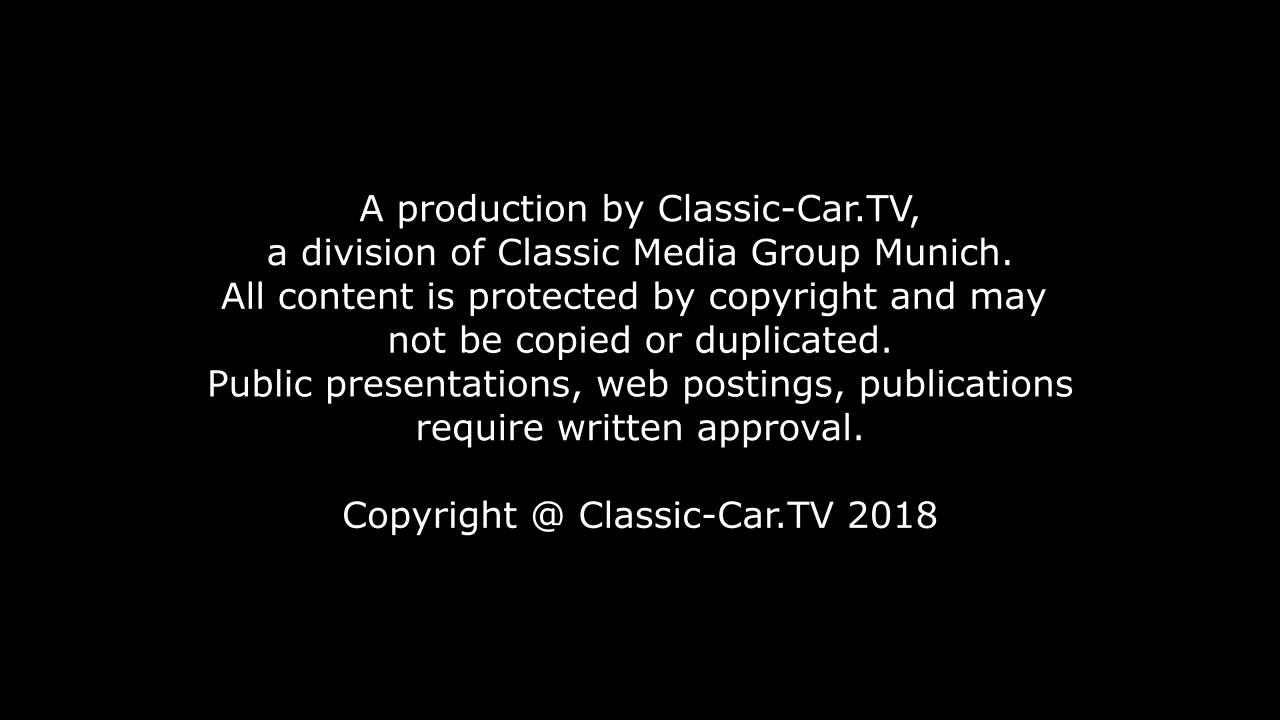 A production by Classic-Car.TV,
a division of Classic Media Group Munich.
All content is protected by copyright and may
not be copied or duplicated.
Public presentations, web postings, publications
require written approval.
Copyright @ Classic-Car.TV 2018